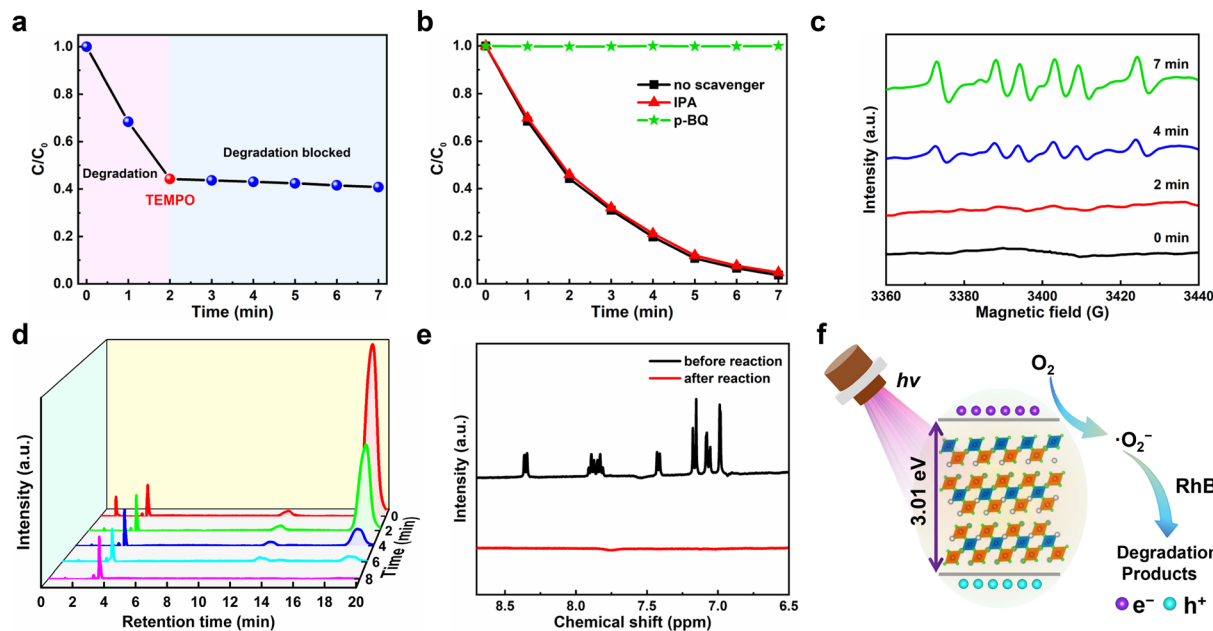 a
C/C₀
1.0
0.8
0.6
0.4
0.2
0.0
Degradation
TEMPO
Degradation blocked
0 1 2 3 4 5 6 7
Time (min)
b
C/C₀
1.0
0.8
0.6
0.4
0.2
0.0
no scavenger
IPA
p-BQ
0 1 2 3 4 5 6 7
Time (min)
c
Intensity (a.u.)
7 min
4 min
2 min
0 min
3360 3380 3400 3420 3440
Magnetic field (G)
d
Intensity (a.u.)
0 2 4 6 8 10 12 14 16 18 20
Retention time (min)
0
2
4
6
8
Time (min)
e
Intensity (a.u.)
before reaction
after reaction
8.5 8.0 7.5 7.0 6.5
Chemical shift (ppm)
f
hv
O₂
·O₂⁻
RhB
3.01 eV
Degradation
Products
e⁻ h⁺